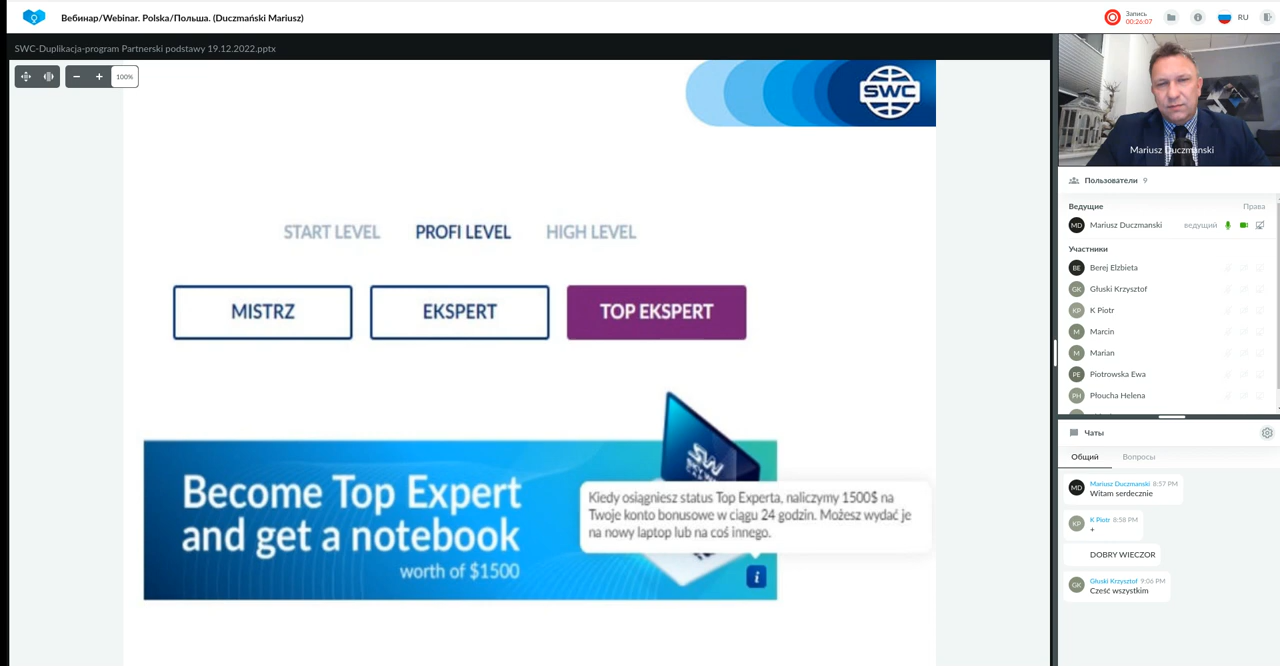 Вебинар/Webinar. Polska/Польша. (Duczmański Mariusz)
Запись
00:26:07
RU
SWC-Duplikacja-program Partnerski podstawy 19.12.2022.pptx
100%
SWC
START LEVEL PROFI LEVEL HIGH LEVEL
MISTRZ EKSPERT TOP EKSPERT
Become Top Expert
and get a notebook
worth of $1500
SW
Kiedy osiągniesz status Top Experta, naliczymy 1500$ na
Twoje konto bonusowe w ciągu 24 godzin. Możesz wydać je
na nowy laptop lub na coś innego.
i
Mariusz Duczmanski
Пользователи 9
Ведущие Права
MD Mariusz Duczmanski ведущий
Участники
BE Berej Elzbieta
GK Głuski Krzysztof
KP K Piotr
M Marcin
M Marian
PE Piotrowska Ewa
PH Płoucha Helena
Чаты
Общий Вопросы
MD Mariusz Duczmanski 8:57 PM
Witam serdecznie
KP K Piotr 8:58 PM
+
DOBRY WIECZOR
GK Głuski Krzysztof 9:06 PM
Cześć wszystkim